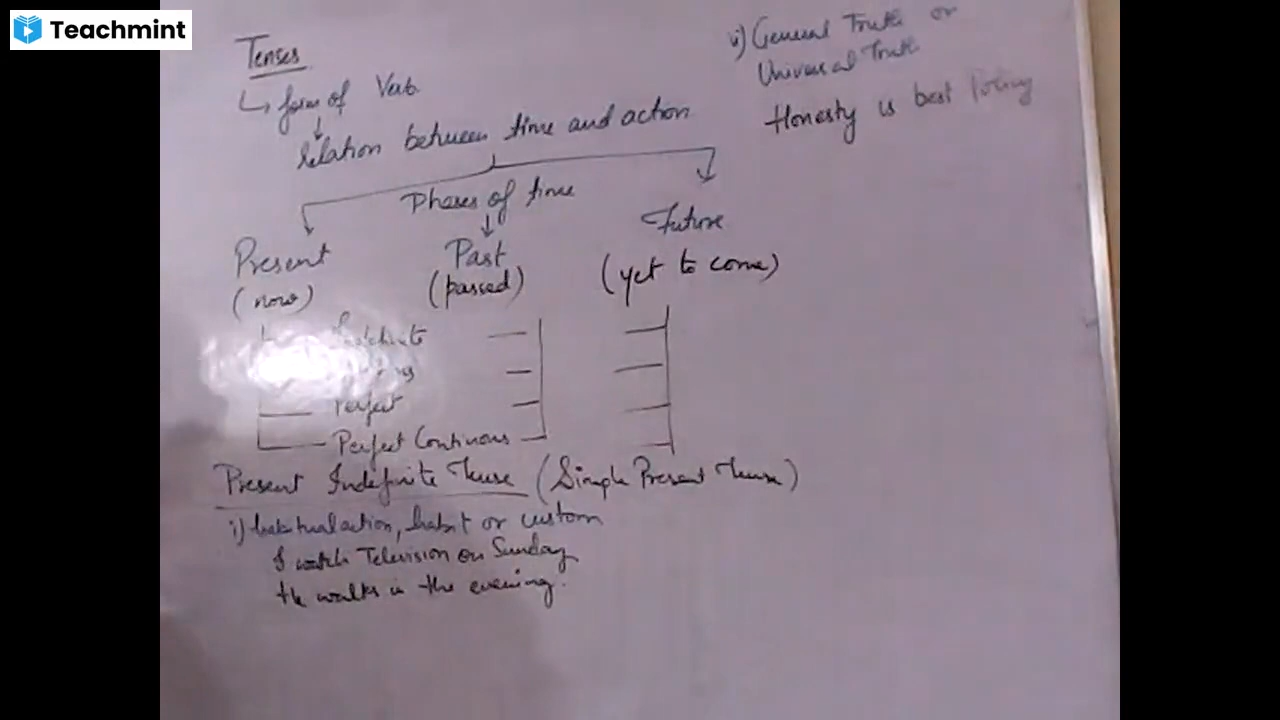 Teachmint
Tenses
↳ form of Verb
↓
relation between time and action
Phases of time
Present
Past
Future
(now)
(passed)
(yet to come)
Indefinite
Perfect
Perfect Continuous
Present Indefinite Tense (Simple Present Tense)
i) habitual action, habit or custom
I watch Television on Sunday
He walks in the evening.
ii) General Truth or
Universal Truth
Honesty is best Policy